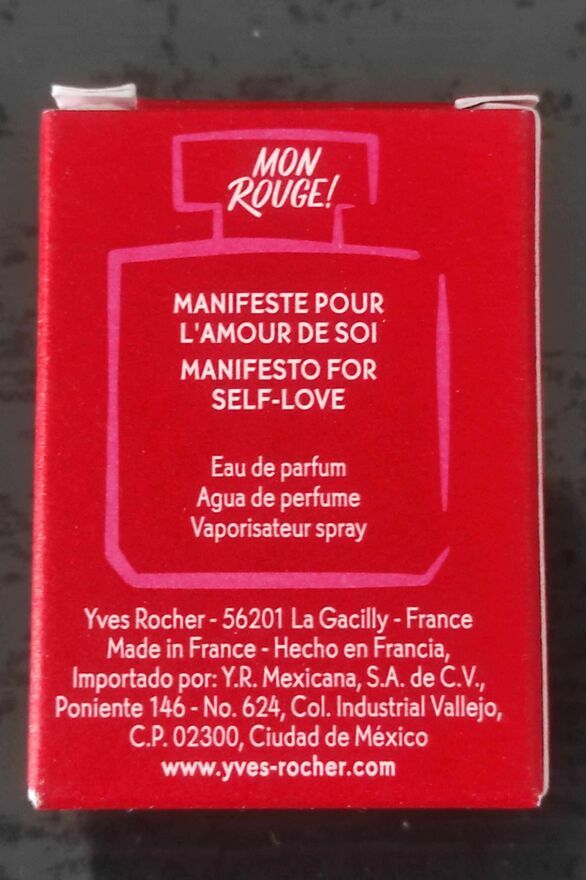 MON
ROUGE!
MANIFESTE POUR
L'AMOUR DE SOI
MANIFESTO FOR
SELF-LOVE
Eau de parfum
Agua de perfume
Vaporisateur spray
Yves Rocher - 56201 La Gacilly - France
Made in France - Hecho en Francia,
Importado por: Y.R. Mexicana, S.A. de C.V.,
Poniente 146 - No. 624, Col. Industrial Vallejo,
C.P. 02300, Ciudad de México
www.yves-rocher.com